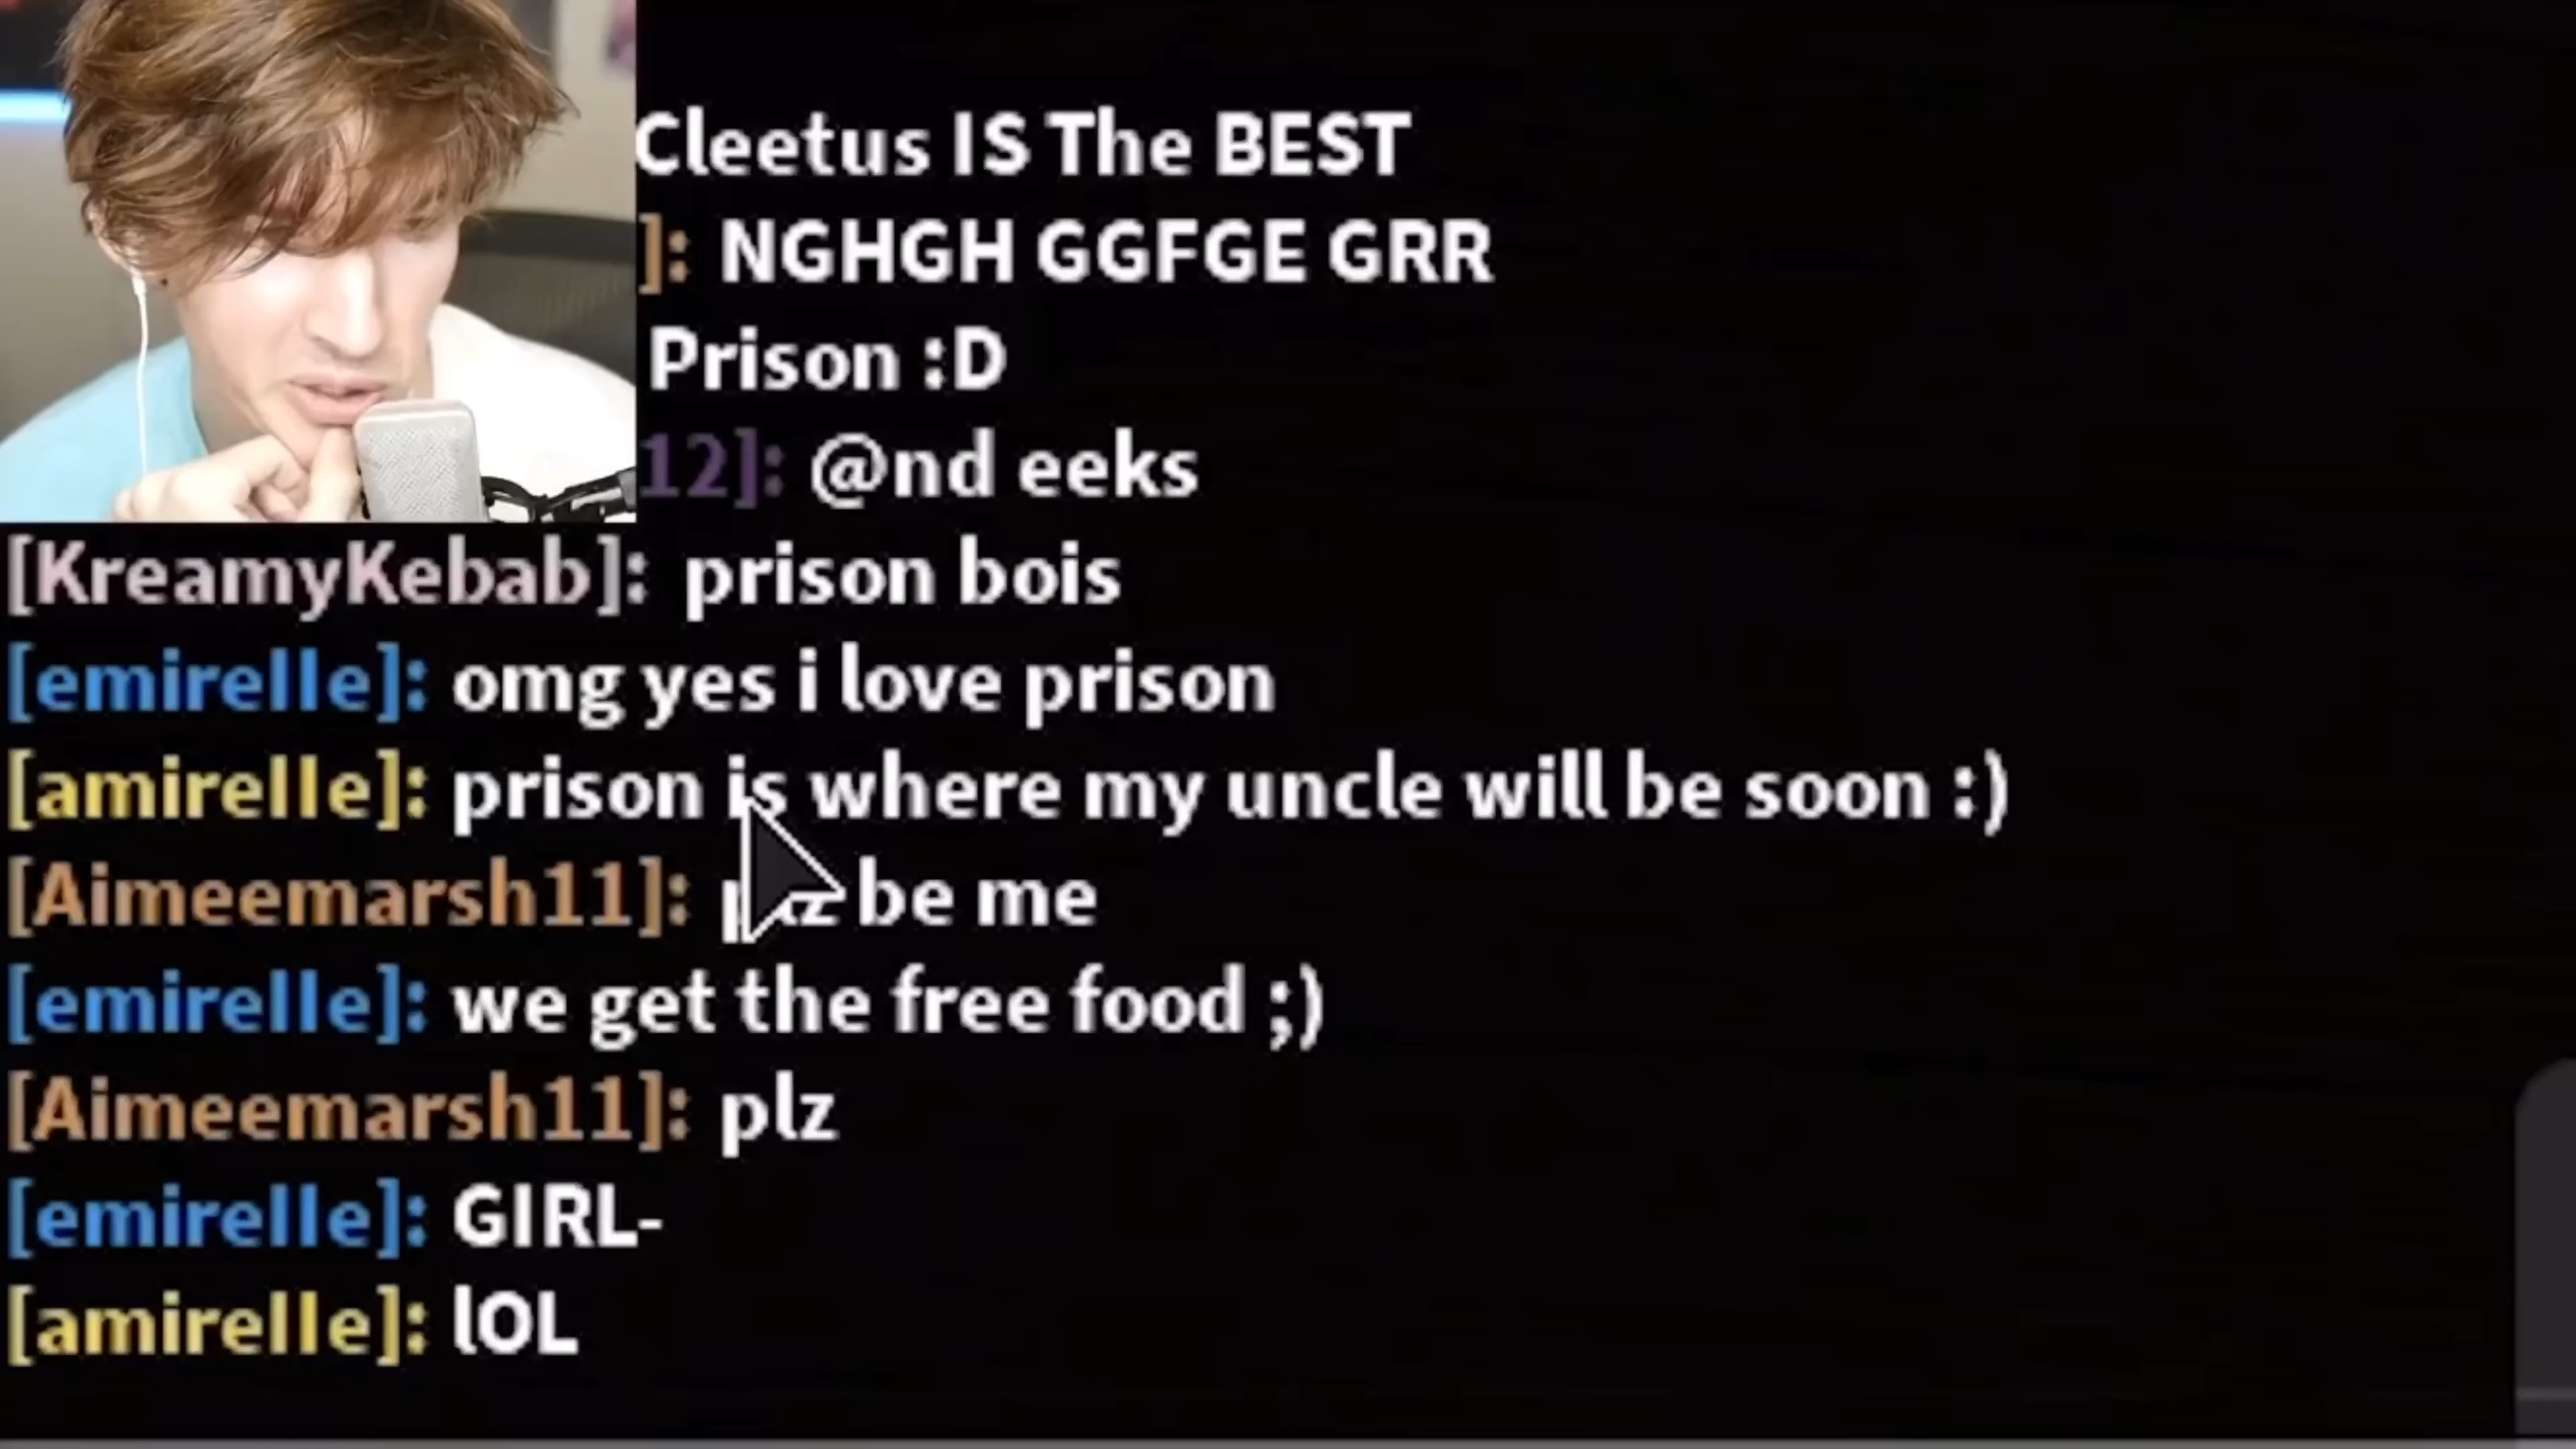 Cleetus IS The BEST
]: NGHGH GGFGE GRR
Prison :D
12]: @nd eeks
[KreamyKebab]: prison bois
[emirelle]: omg yes i love prison
[amirelle]: prison is where my uncle will be soon :)
[Aimeemarsh11]: be me
[emirelle]: we get the free food ;)
[Aimeemarsh11]: plz
[emirelle]: GIRL-
[amirelle]: lOL